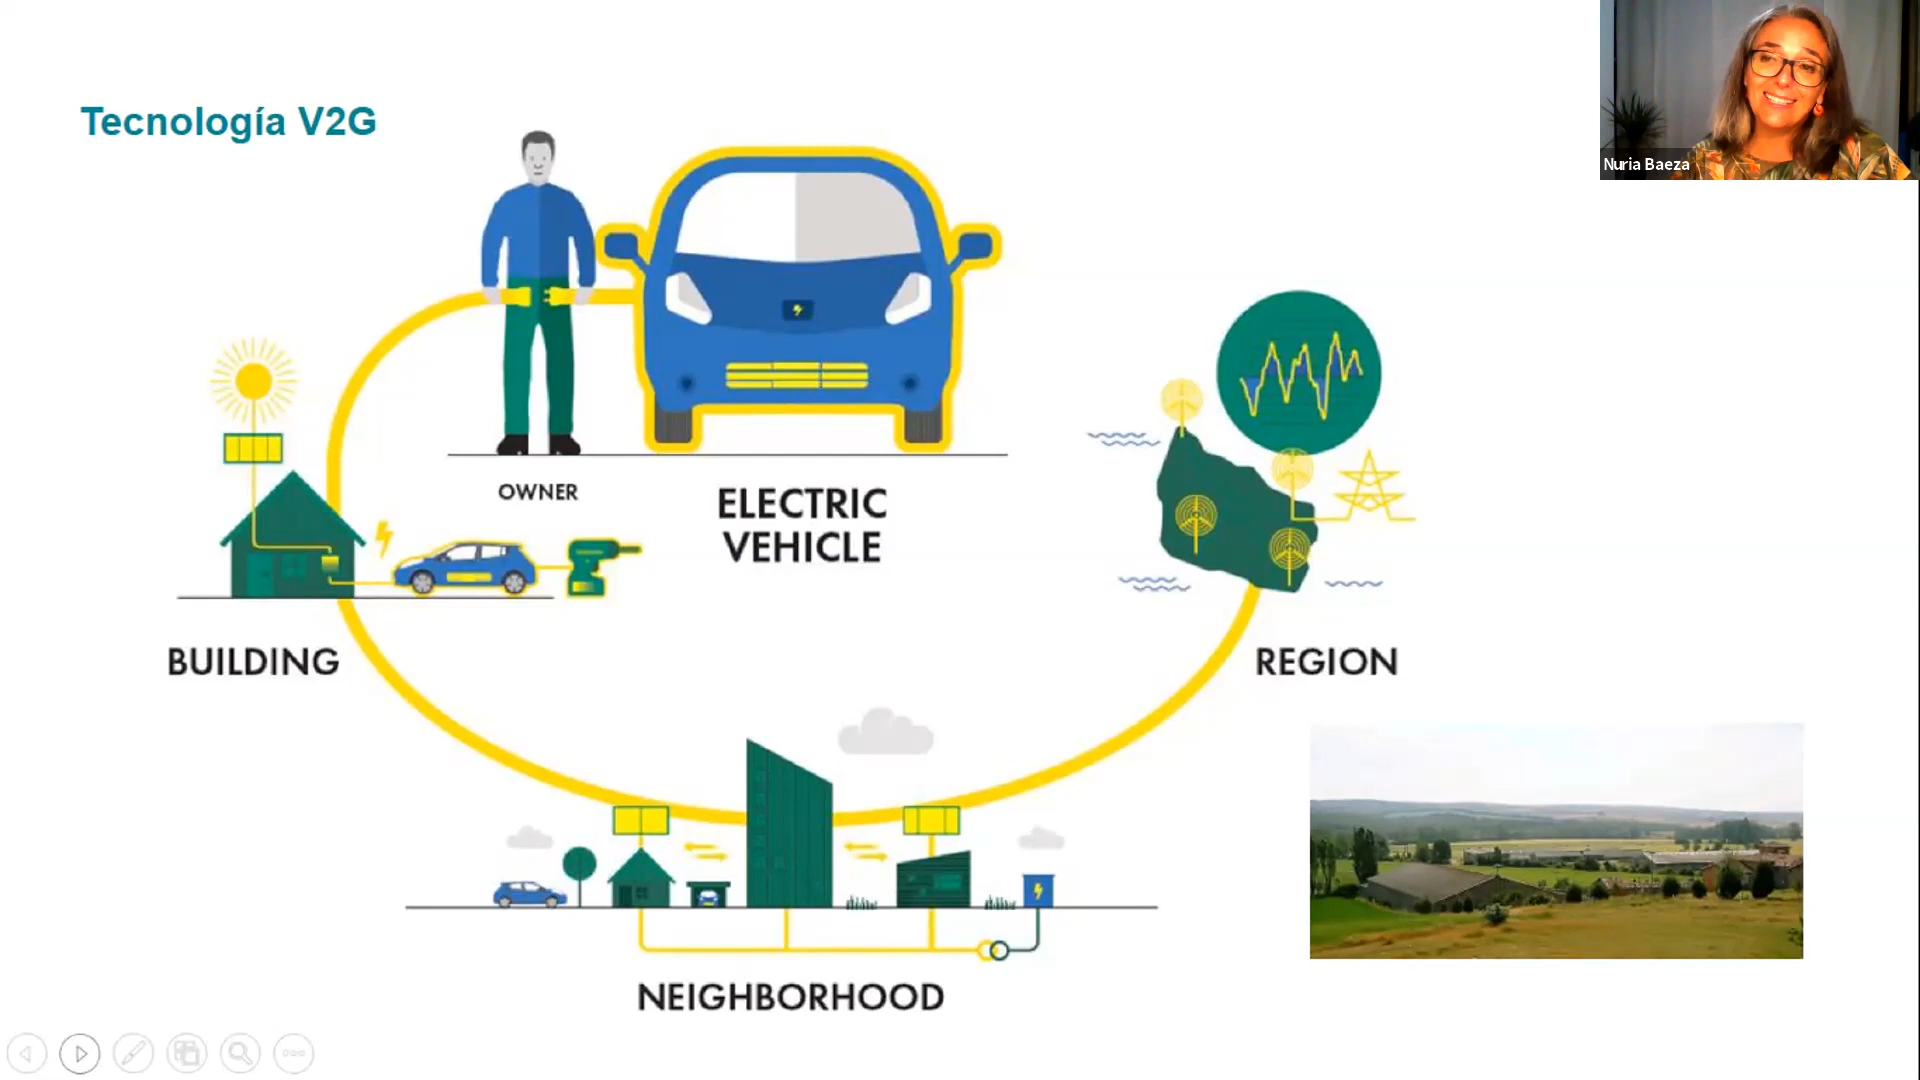 Tecnología V2G
Nuria Baeza
OWNER
ELECTRIC
VEHICLE
BUILDING
REGION
NEIGHBORHOOD